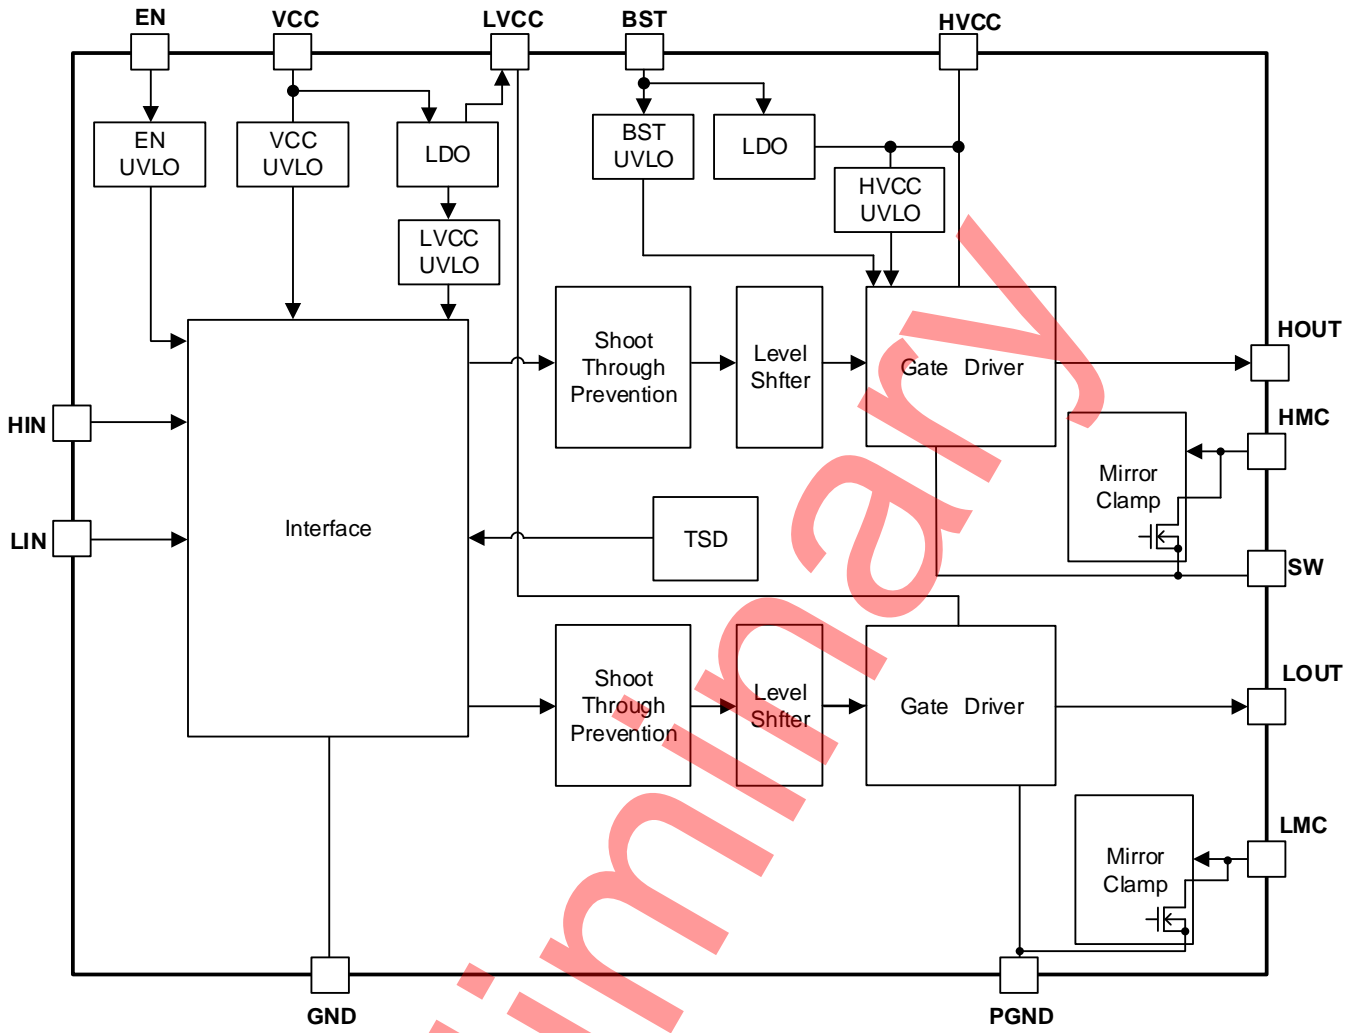 EN
VCC
LVCC
BST
HVCC
EN
UVLO
VCC
UVLO
LDO
BST
UVLO
LDO
HVCC
UVLO
LVCC
UVLO
Shoot
Through
Prevention
Level
Shfter
Gate Driver
HOUT
HIN
HMC
Mirror
Clamp
LIN
Interface
TSD
SW
Shoot
Through
Prevention
Level
Shfter
Gate Driver
LOUT
LMC
Mirror
Clamp
GND
PGND
liminary